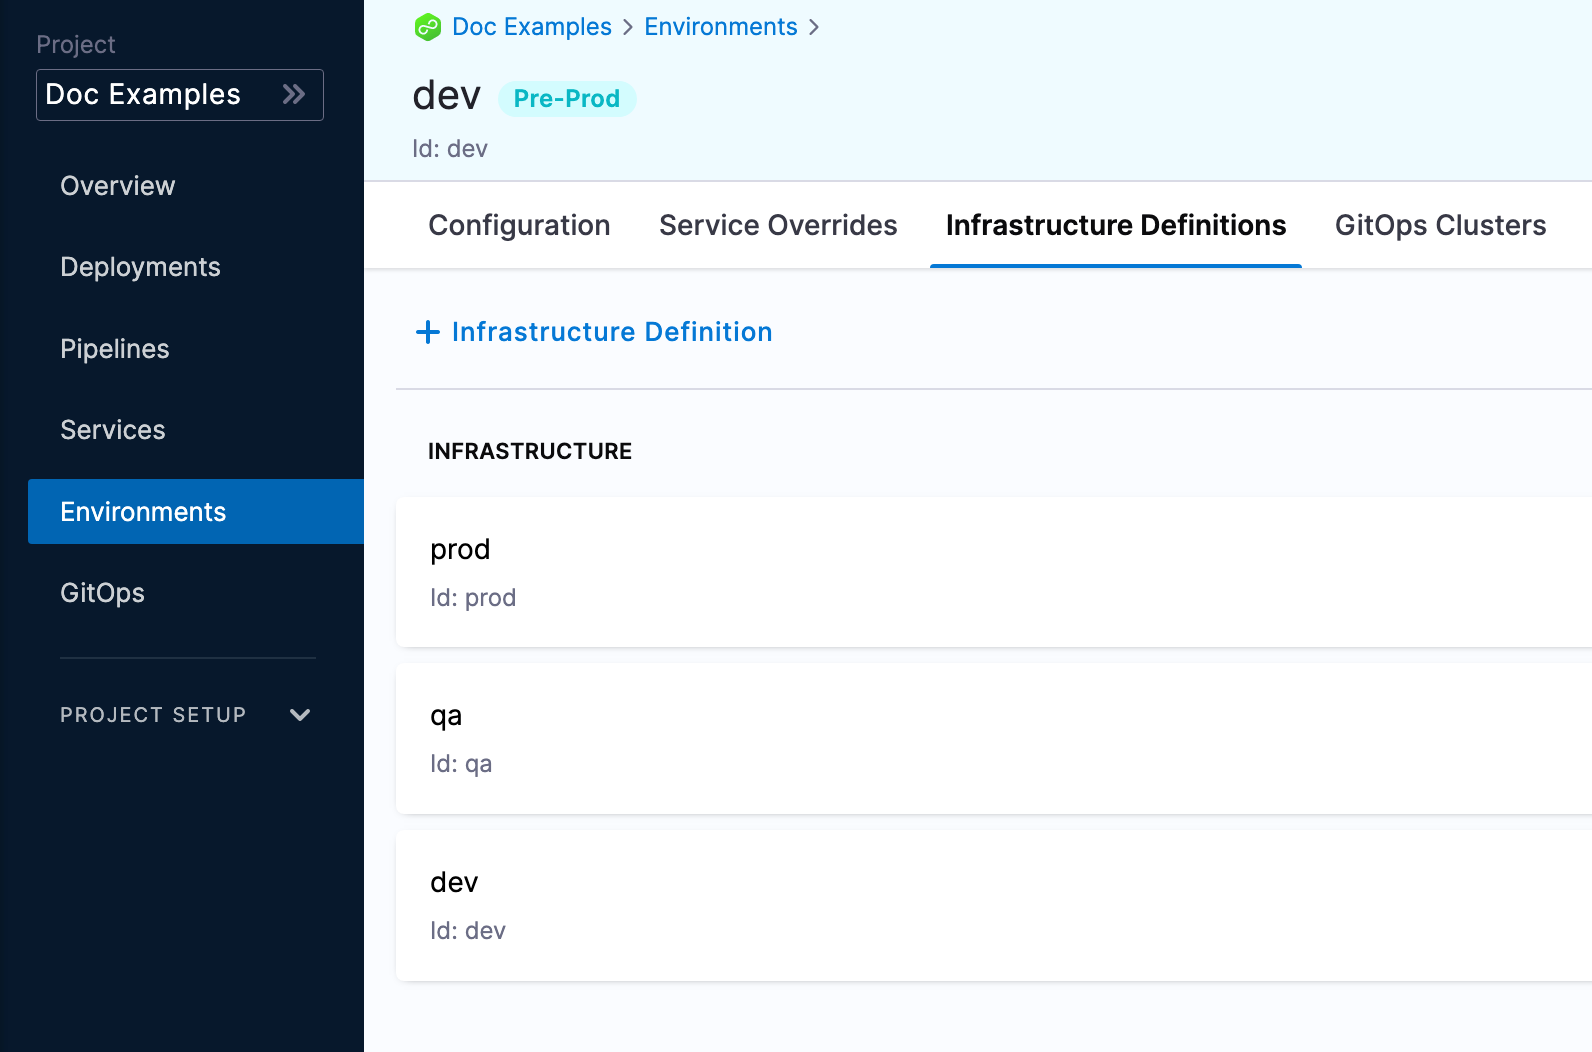 Project
Doc Examples
Overview
Deployments
Pipelines
Services
Environments
GitOps
PROJECT SETUP
Doc Examples > Environments >
dev Pre-Prod
Id: dev
Configuration Service Overrides Infrastructure Definitions GitOps Clusters
+ Infrastructure Definition
INFRASTRUCTURE
prod
Id: prod
qa
Id: qa
dev
Id: dev